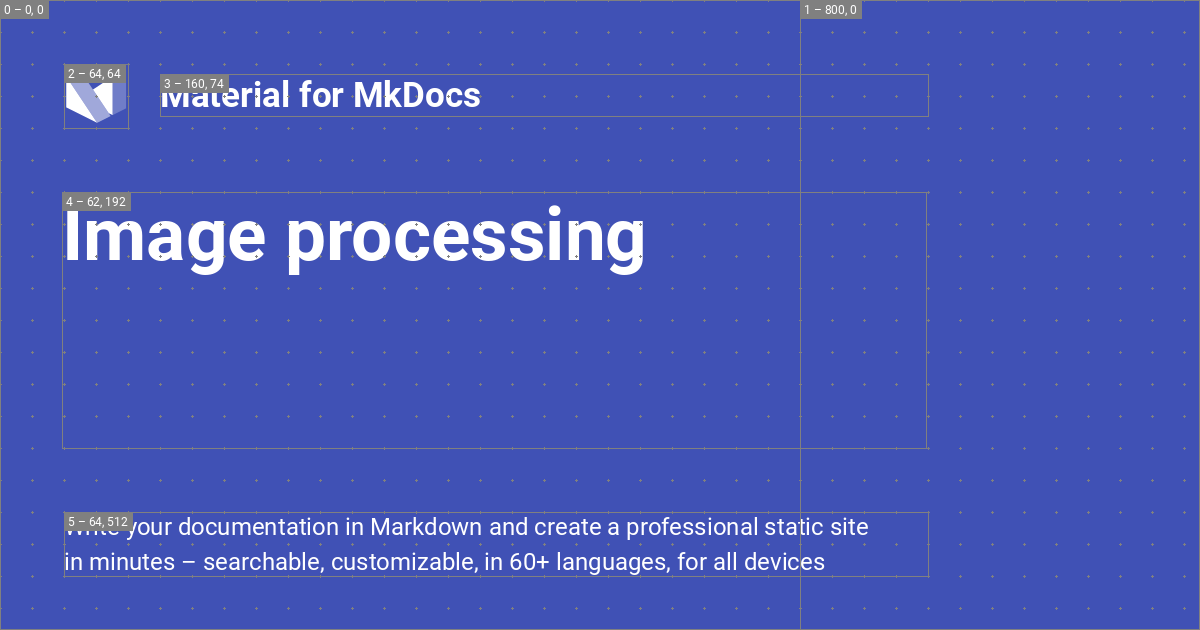 0 – 0, 0
1 – 800, 0
2 – 64, 64
3 – 160, 74
Material for MkDocs
4 – 62, 192
Image processing
5 – 64, 512
Write your documentation in Markdown and create a professional static site
in minutes – searchable, customizable, in 60+ languages, for all devices